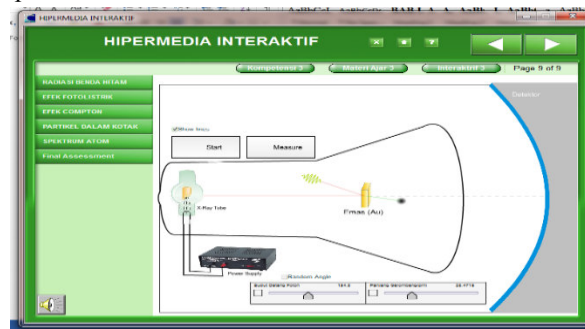 HIPERMEDIA INTERAKTIF
HIPERMEDIA INTERAKTIF
Kompetensi 3
Materi Ajar 3
Interaktif 3
Page 9 of 9
RADIASI BENDA HITAM
EFEK FOTOLISTRIK
EFEK COMPTON
PARTIKEL DALAM KOTAK
SPEKTRUM ATOM
Final Assessment
Detector
Start
Measure
X-Ray Tube
Emas (Au)
Power Supply
Random Angle